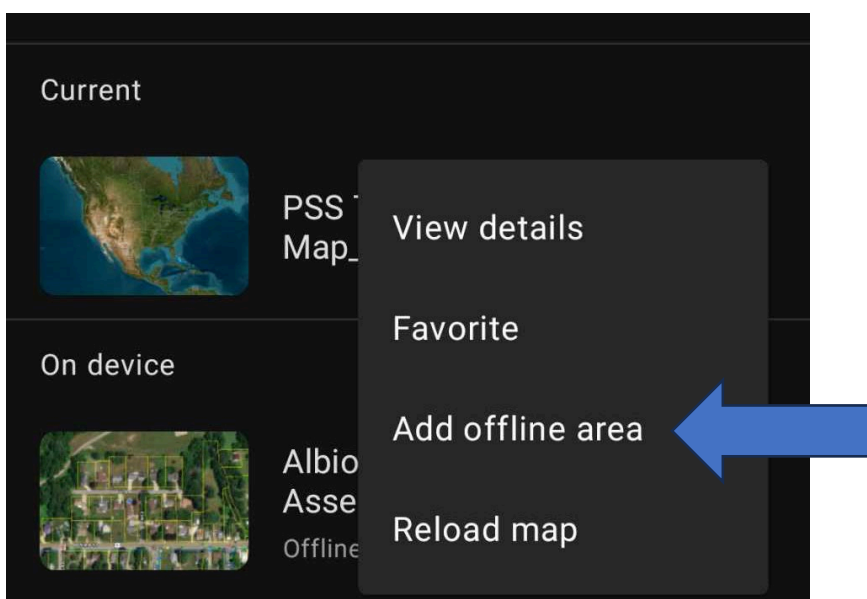 Current
PSS
Map_
View details
Favorite
On device
Add offline area
Albio
Asse
Reload map
Offline